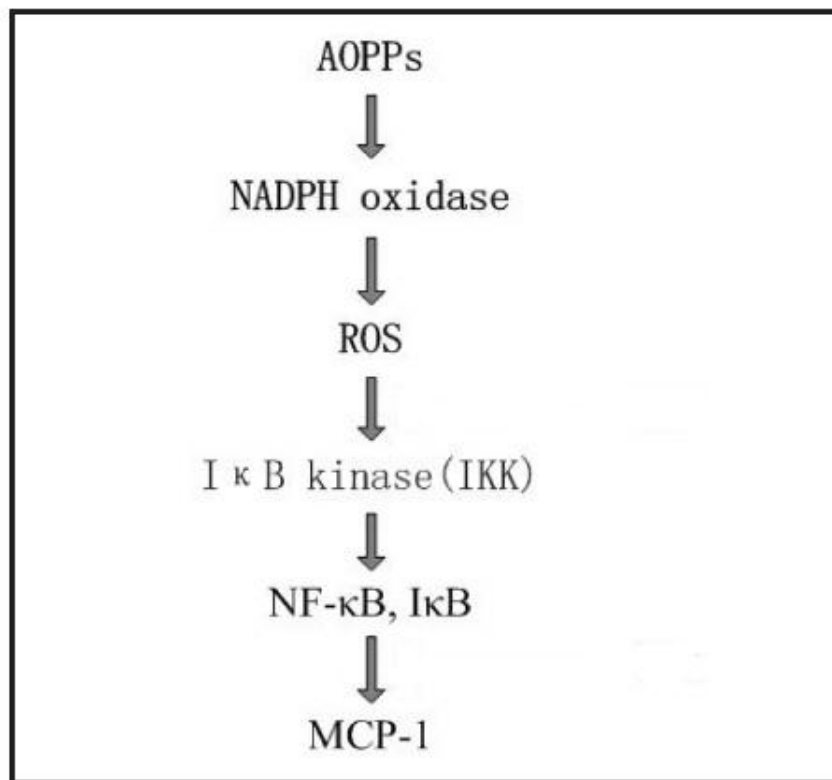 AOPPs
NADPH oxidase
ROS
IκB kinase(IKK)
NF-κB, IκB
MCP-1